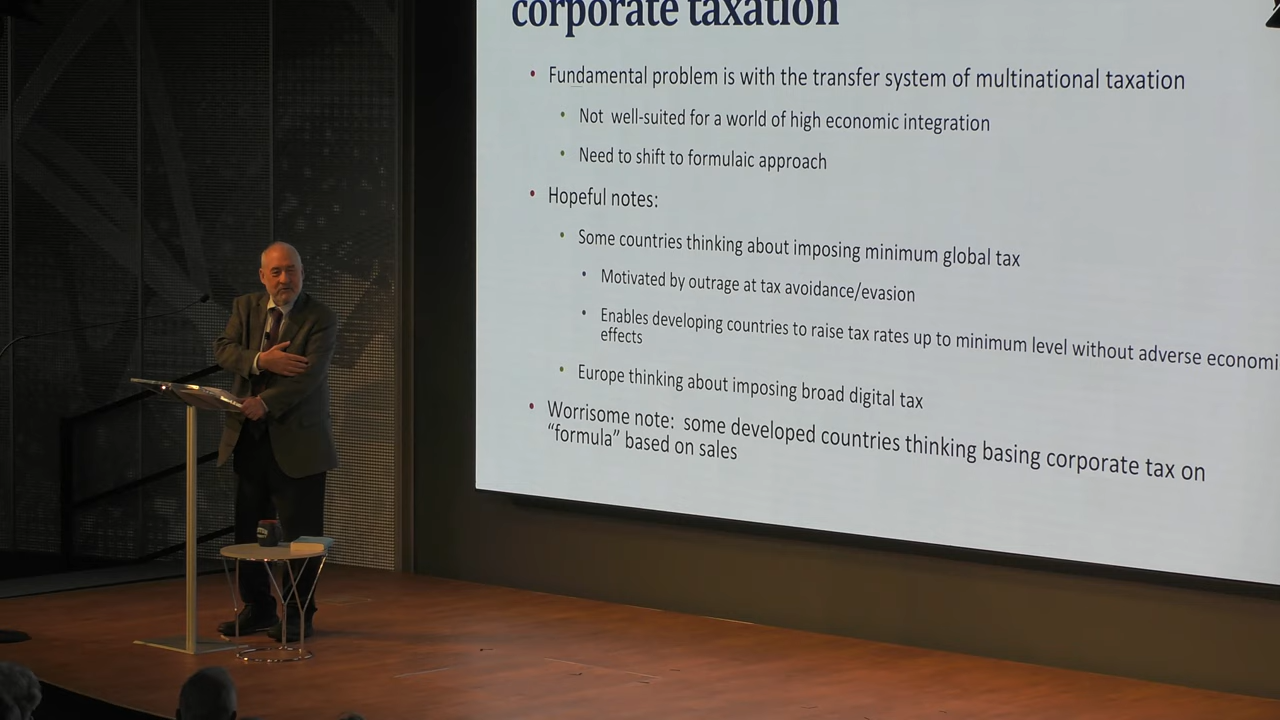 corporate taxation
• Fundamental problem is with the transfer system of multinational taxation
• Not well-suited for a world of high economic integration
• Need to shift to formulaic approach
• Hopeful notes:
• Some countries thinking about imposing minimum global tax
• Motivated by outrage at tax avoidance/evasion
• Enables developing countries to raise tax rates up to minimum level without adverse economi
effects
• Europe thinking about imposing broad digital tax
• Worrisome note: some developed countries thinking basing corporate tax on
“formula” based on sales